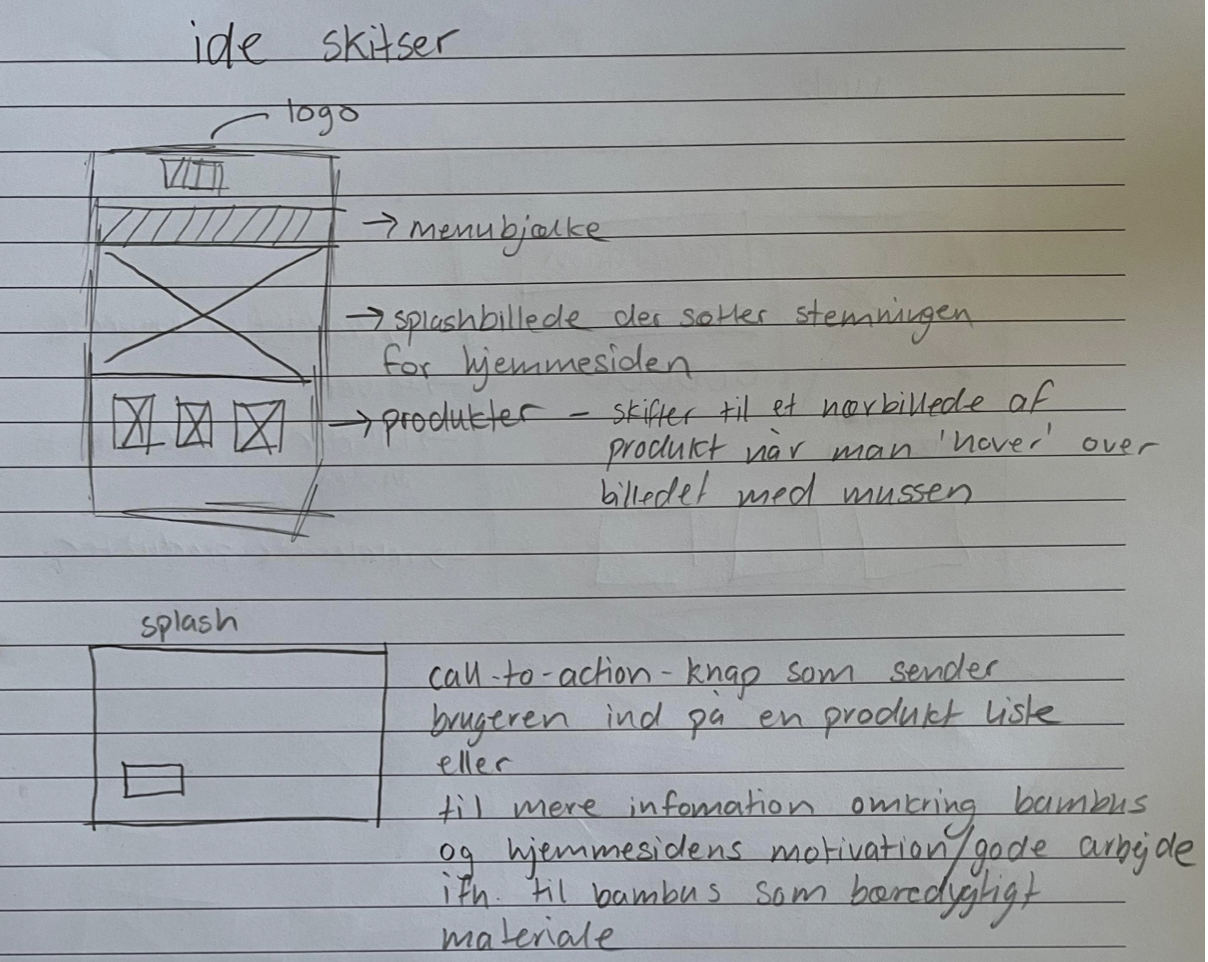 ide skitser
logo
→ menubjælke
→ splashbillede der sætter stemningen
for hjemmesiden
→ produkter - skifter til et nærbillede af
produkt når man 'hover' over
billedet med mussen
splash
call-to-action-knap som sender
brugeren ind på en produkt liste
eller
til mere infomation omkring bambus
og hjemmesidens motivation/gode arbejde
ifh. til bambus som bæredygtigt
materiale